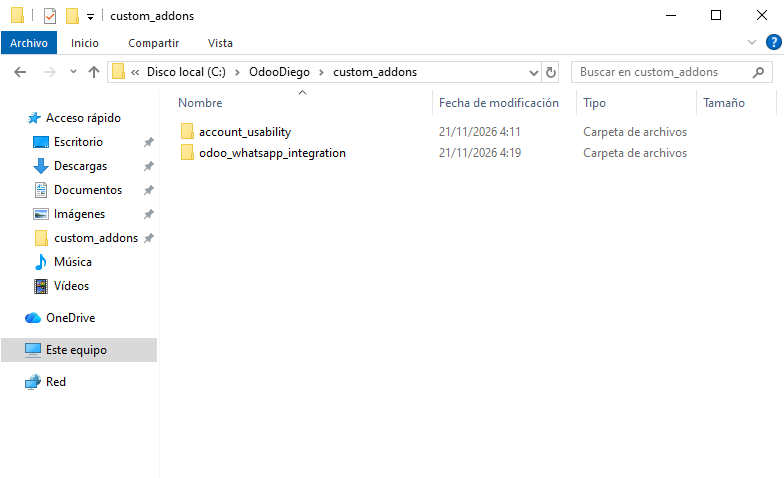 custom_addons
Archivo Inicio Compartir Vista
« Disco local (C:) > OdooDiego > custom_addons
Buscar en custom_addons
Nombre Fecha de modificación Tipo Tamaño
Acceso rápido
Escritorio
Descargas
Documentos
Imágenes
custom_addons
Música
Vídeos
OneDrive
Este equipo
Red
account_usability 21/11/2026 4:11 Carpeta de archivos
odoo_whatsapp_integration 21/11/2026 4:19 Carpeta de archivos